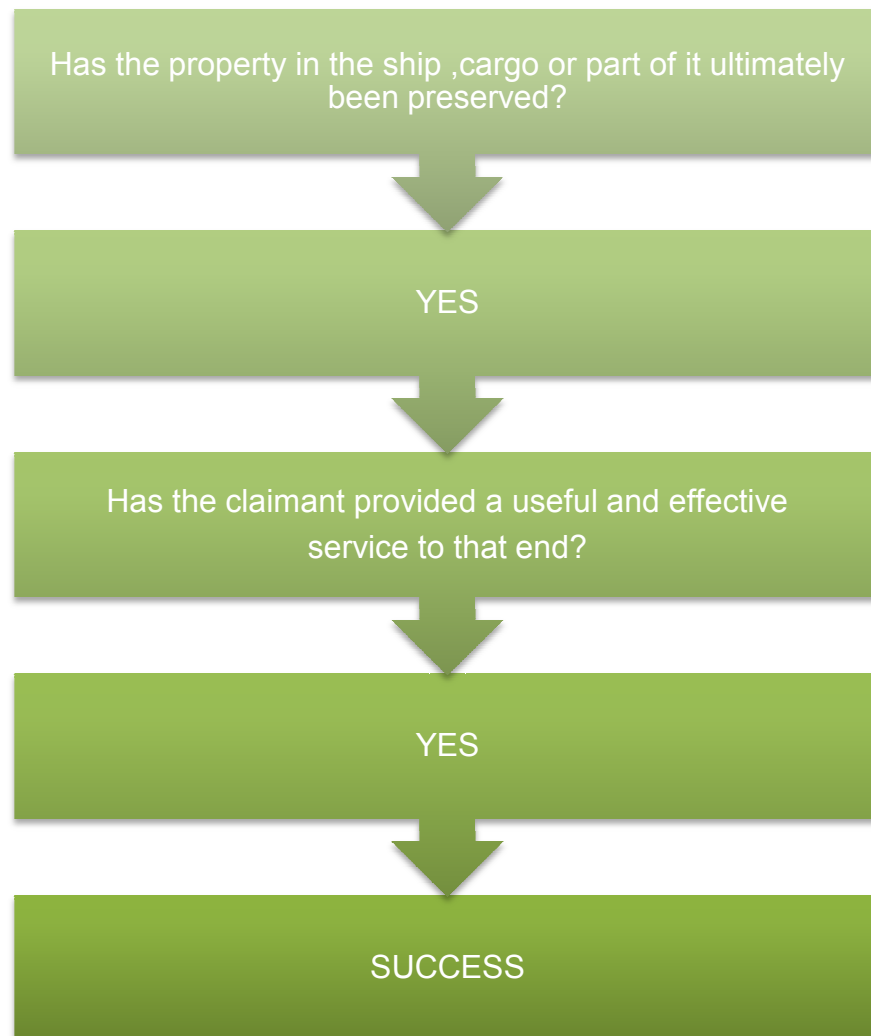 Has the property in the ship ,cargo or part of it ultimately
been preserved?
YES
Has the claimant provided a useful and effective
service to that end?
YES
SUCCESS